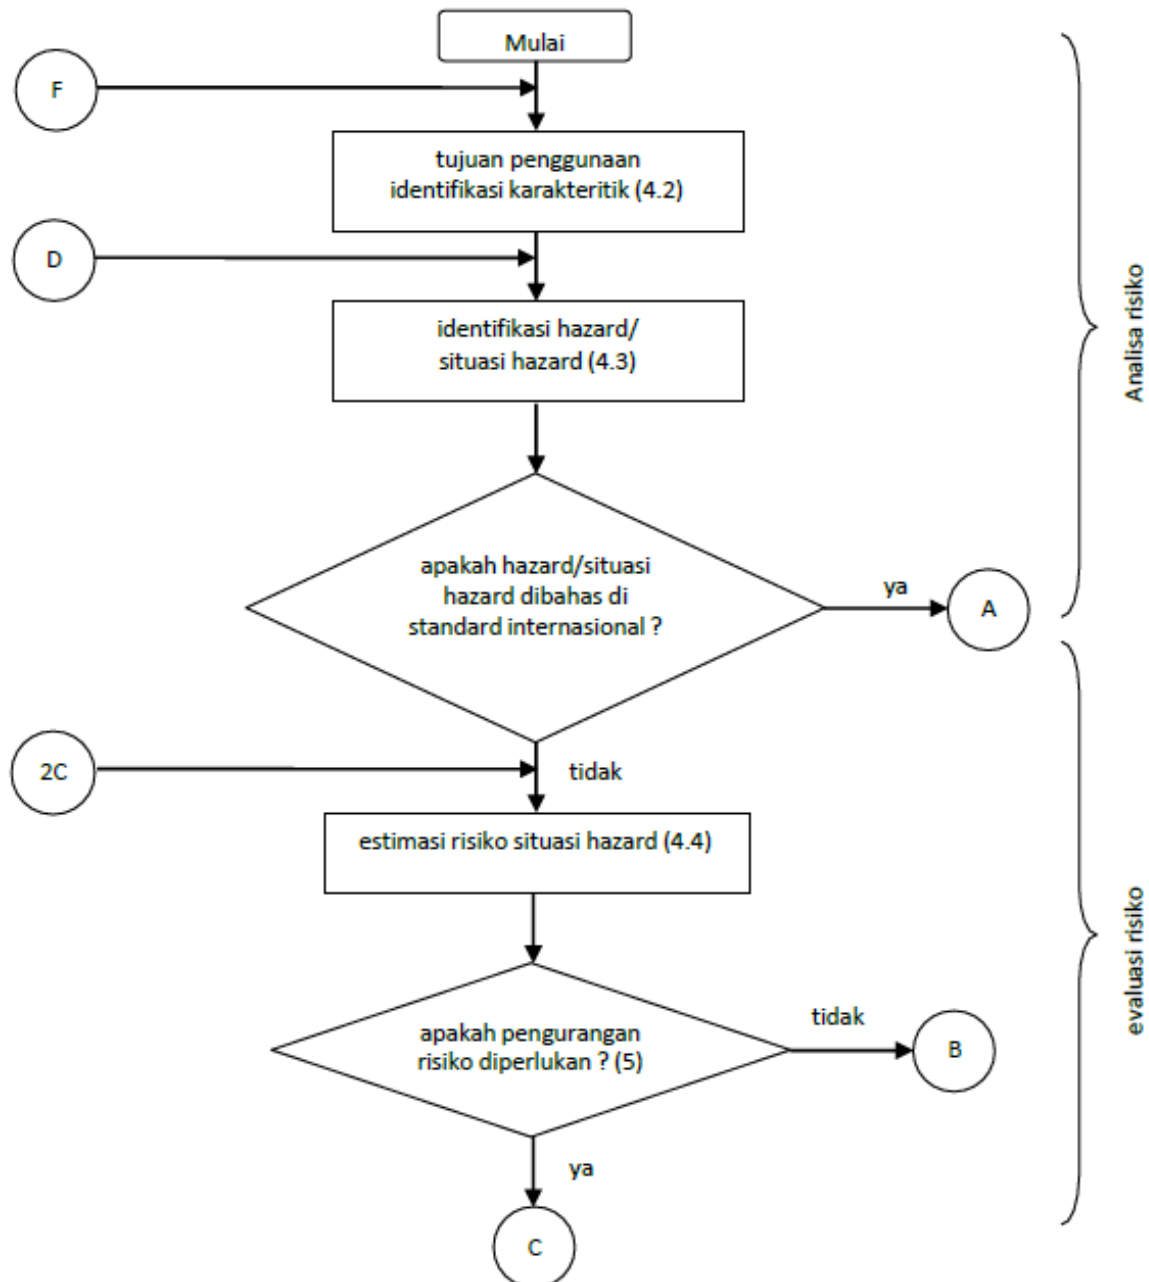 Mulai
F
tujuan penggunaan
identifikasi karakteritik (4.2)
D
identifikasi hazard/
situasi hazard (4.3)
Analisa risiko
apakah hazard/situasi
hazard dibahas di
standard internasional ?
ya
A
2C
tidak
estimasi risiko situasi hazard (4.4)
evaluasi risiko
apakah pengurangan
risiko diperlukan ? (5)
tidak
B
ya
C